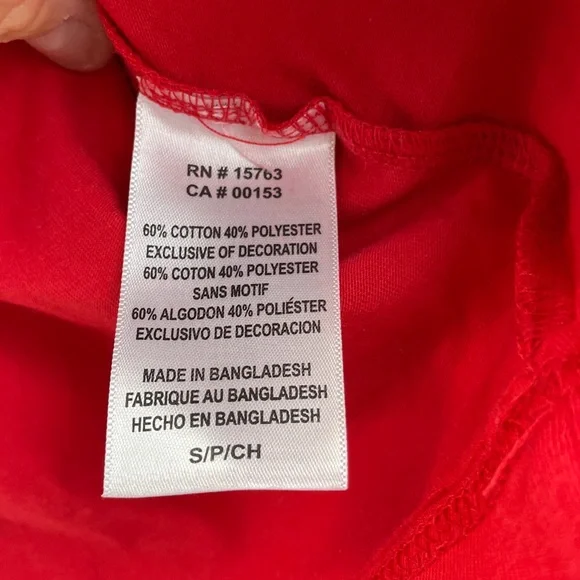 RN # 15763
CA # 00153
60% COTTON 40% POLYESTER
EXCLUSIVE OF DECORATION
60% COTON 40% POLYESTER
SANS MOTIF
60% ALGODON 40% POLIÉSTER
EXCLUSIVO DE DECORACION
MADE IN BANGLADESH
FABRIQUE AU BANGLADESH
HECHO EN BANGLADESH
S/P/CH